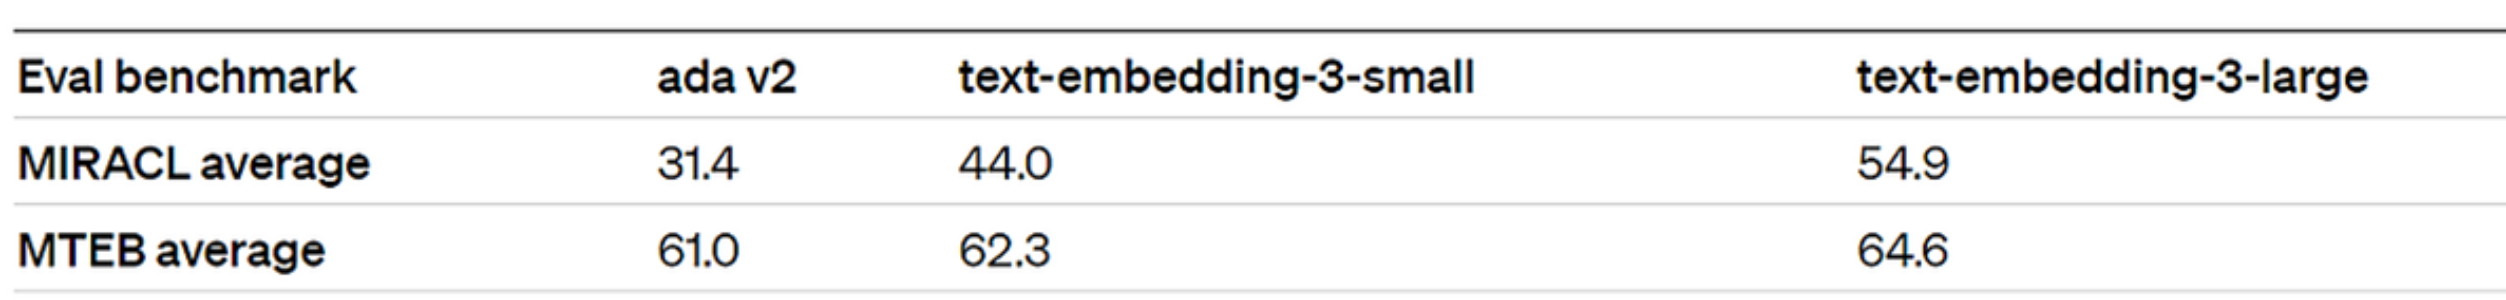 Eval benchmark ada v2 text-embedding-3-small text-embedding-3-large
MIRACL average 31.4 44.0 54.9
MTEB average 61.0 62.3 64.6